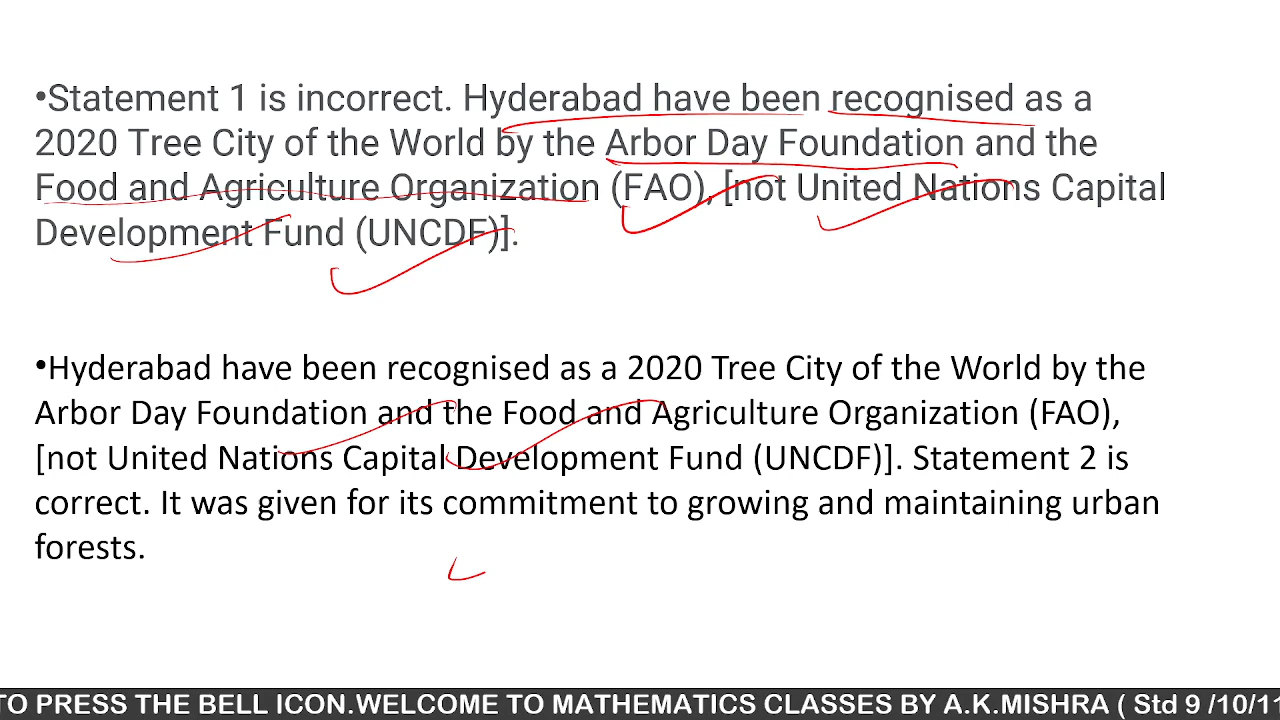 •Statement 1 is incorrect. Hyderabad have been recognised as a
2020 Tree City of the World by the Arbor Day Foundation and the
Food and Agriculture Organization (FAO), [not United Nations Capital
Development Fund (UNCDF)].
•Hyderabad have been recognised as a 2020 Tree City of the World by the
Arbor Day Foundation and the Food and Agriculture Organization (FAO),
[not United Nations Capital Development Fund (UNCDF)]. Statement 2 is
correct. It was given for its commitment to growing and maintaining urban
forests.
TO PRESS THE BELL ICON.WELCOME TO MATHEMATICS CLASSES BY A.K.MISHRA ( Std 9 /10/11